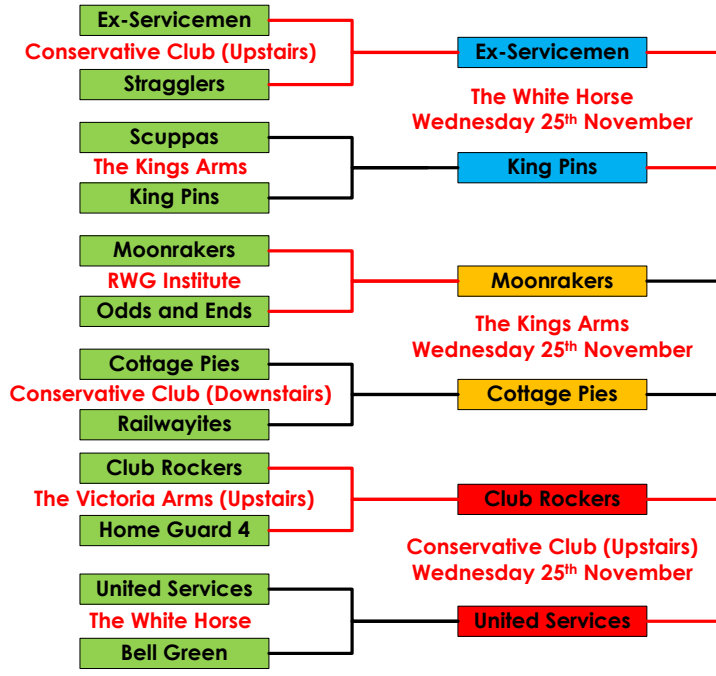 Ex-Servicemen
Conservative Club (Upstairs)
Stragglers
Scuppas
The Kings Arms
King Pins
Moonrakers
RWG Institute
Odds and Ends
Cottage Pies
Conservative Club (Downstairs)
Railwayites
Club Rockers
The Victoria Arms (Upstairs)
Home Guard 4
United Services
The White Horse
Bell Green
Ex-Servicemen
The White Horse
Wednesday 25th November
King Pins
Moonrakers
The Kings Arms
Wednesday 25th November
Cottage Pies
Club Rockers
Conservative Club (Upstairs)
Wednesday 25th November
United Services